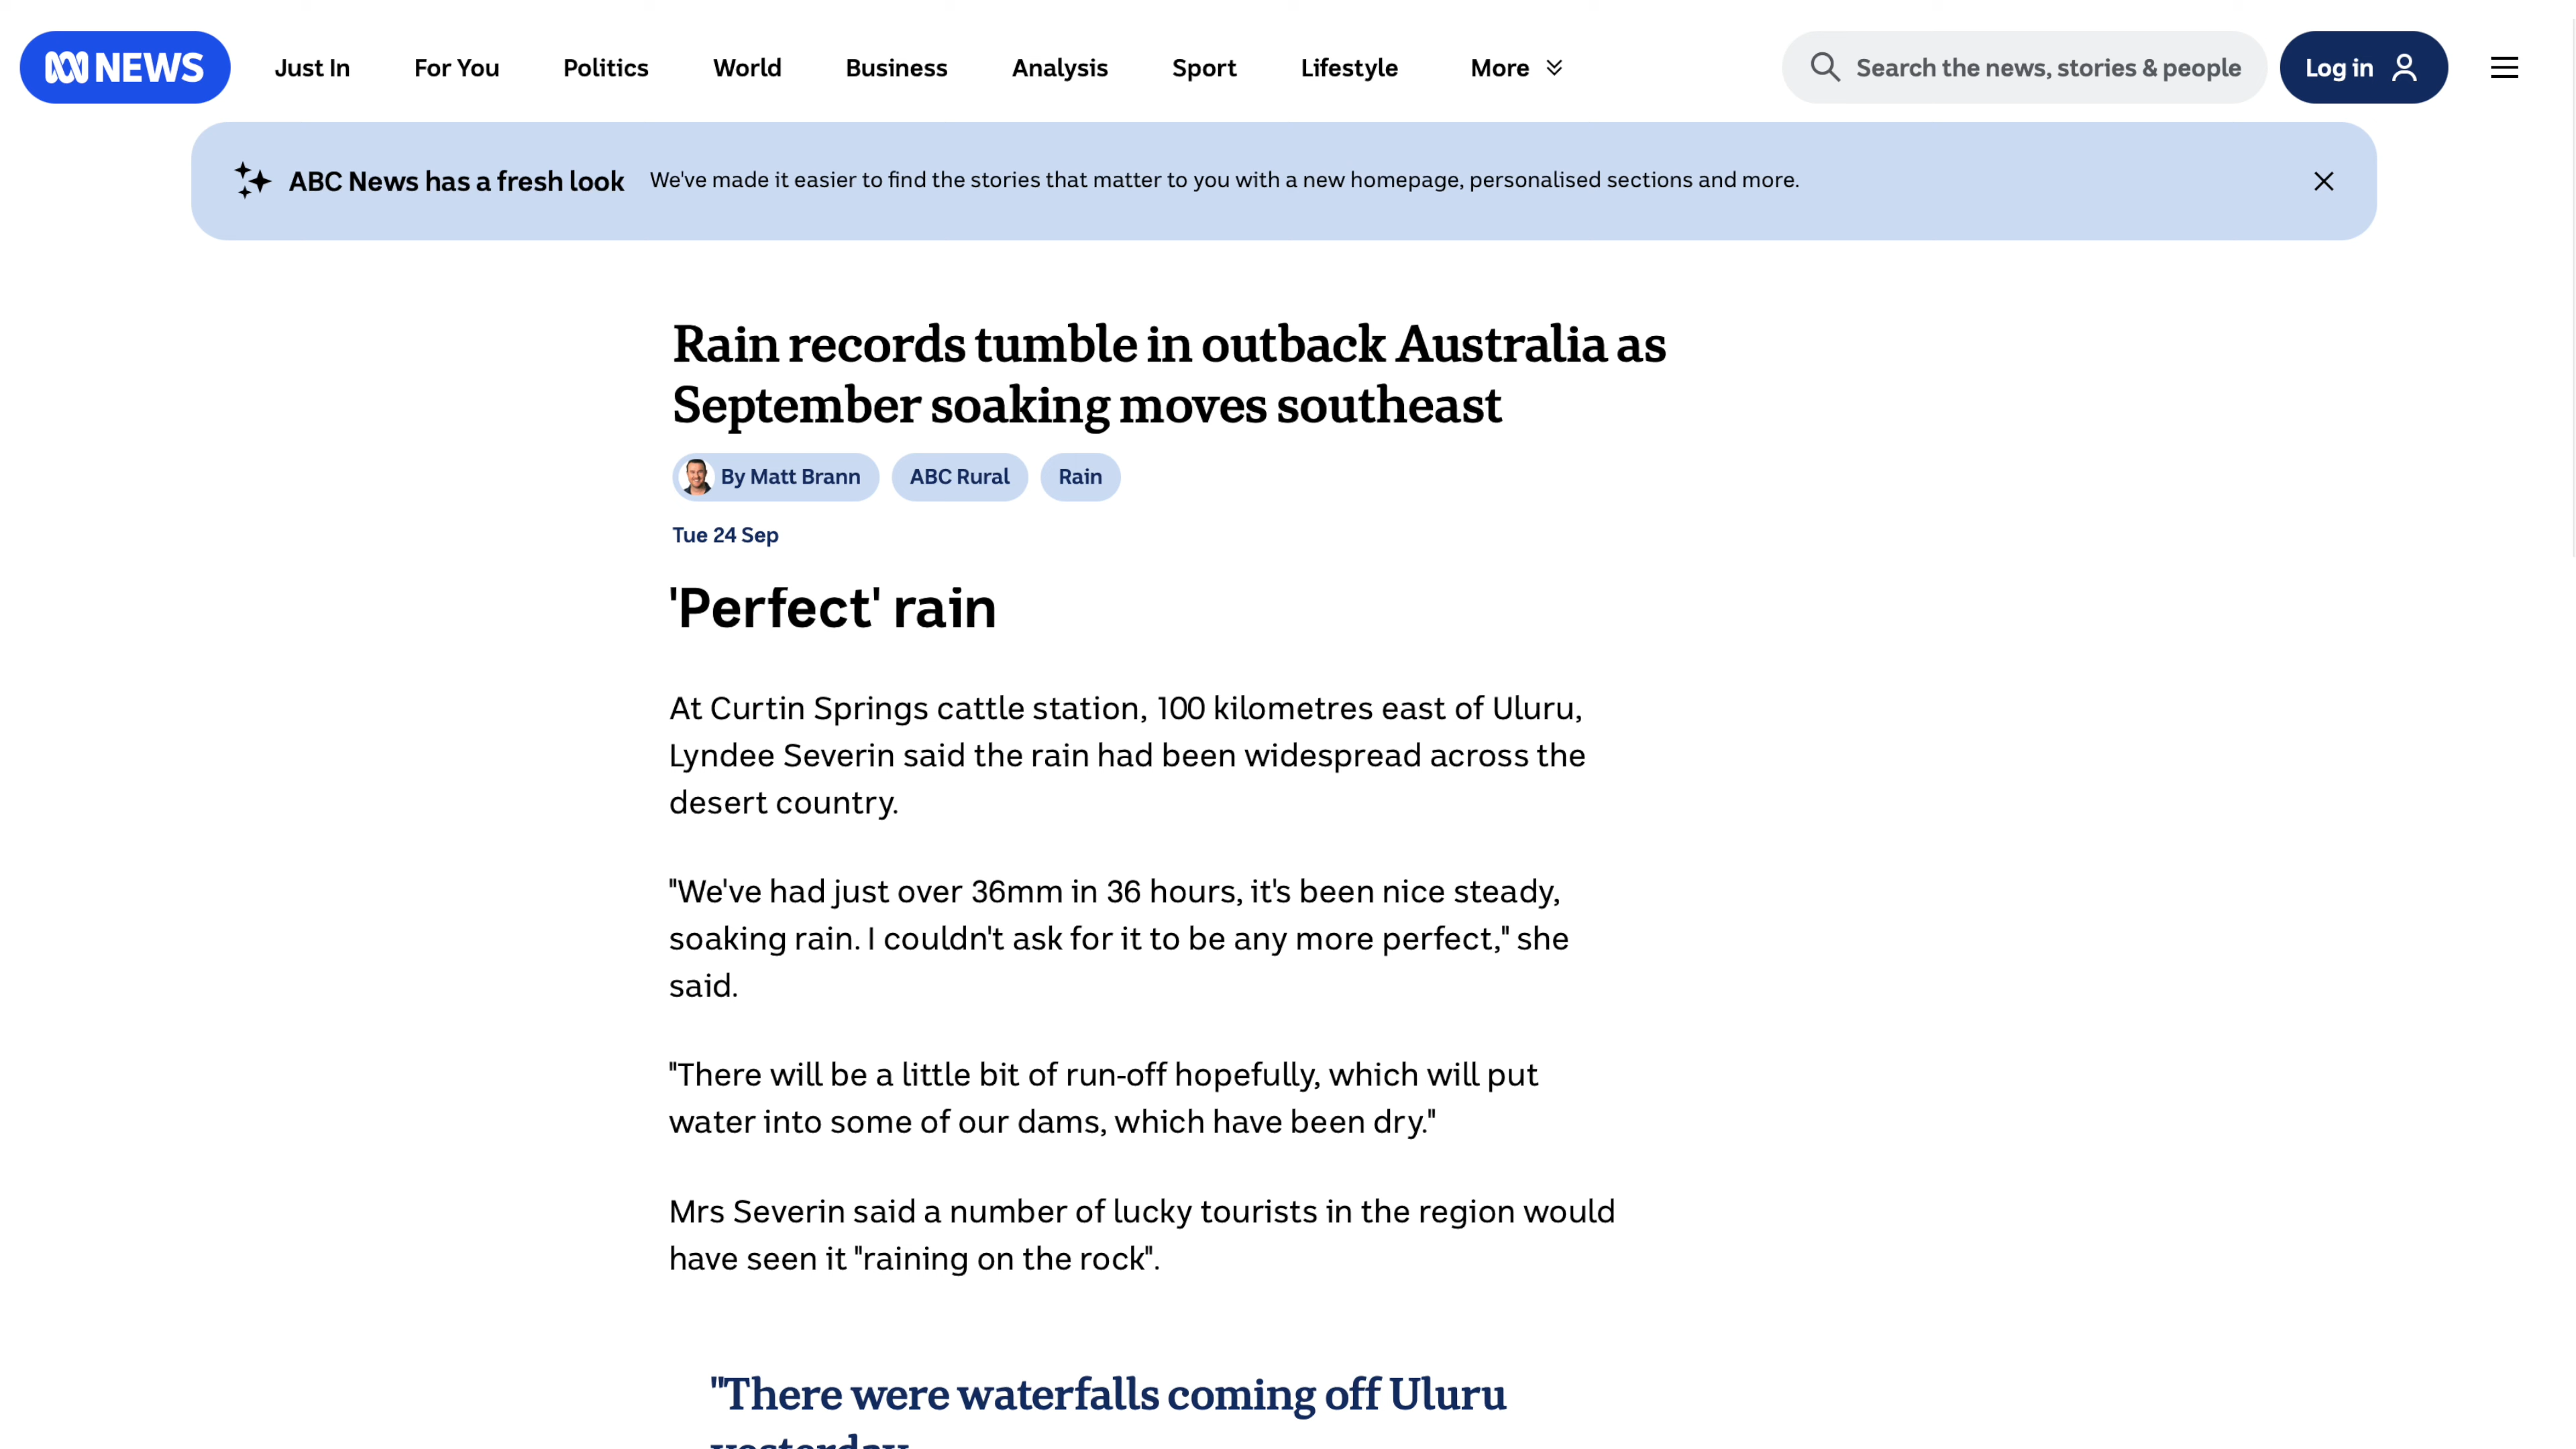 NEWS
Just In For You Politics World Business Analysis Sport Lifestyle More Search the news, stories & people Log in
ABC News has a fresh look We've made it easier to find the stories that matter to you with a new homepage, personalised sections and more.
Rain records tumble in outback Australia as
September soaking moves southeast
By Matt Brann ABC Rural Rain
Tue 24 Sep
'Perfect' rain
At Curtin Springs cattle station, 100 kilometres east of Uluru,
Lyndee Severin said the rain had been widespread across the
desert country.
"We've had just over 36mm in 36 hours, it's been nice steady,
soaking rain. I couldn't ask for it to be any more perfect," she
said.
"There will be a little bit of run-off hopefully, which will put
water into some of our dams, which have been dry."
Mrs Severin said a number of lucky tourists in the region would
have seen it "raining on the rock".
"There were waterfalls coming off Uluru
yesterday